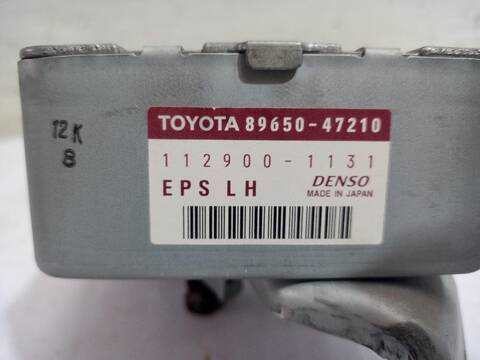 TOYOTA 89650-47210
12K
8
112900-1131
EPS LH
DENSO
MADE IN JAPAN